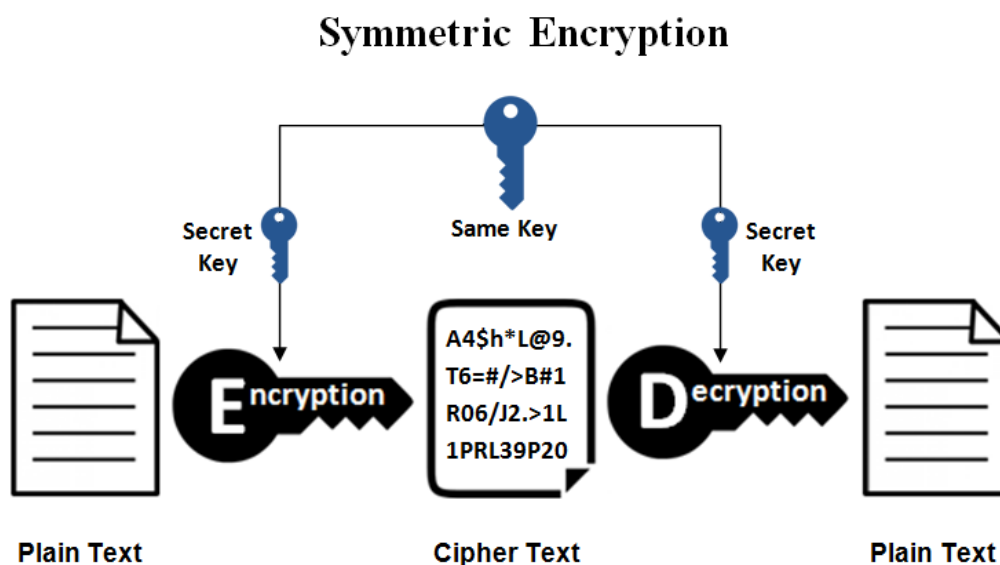 Symmetric Encryption
Same Key
Secret
Key
Secret
Key
Encryption
A4$h*L@9.
T6=#/>B#1
R06/J2.>1L
1PRL39P20
Decryption
Plain Text
Cipher Text
Plain Text